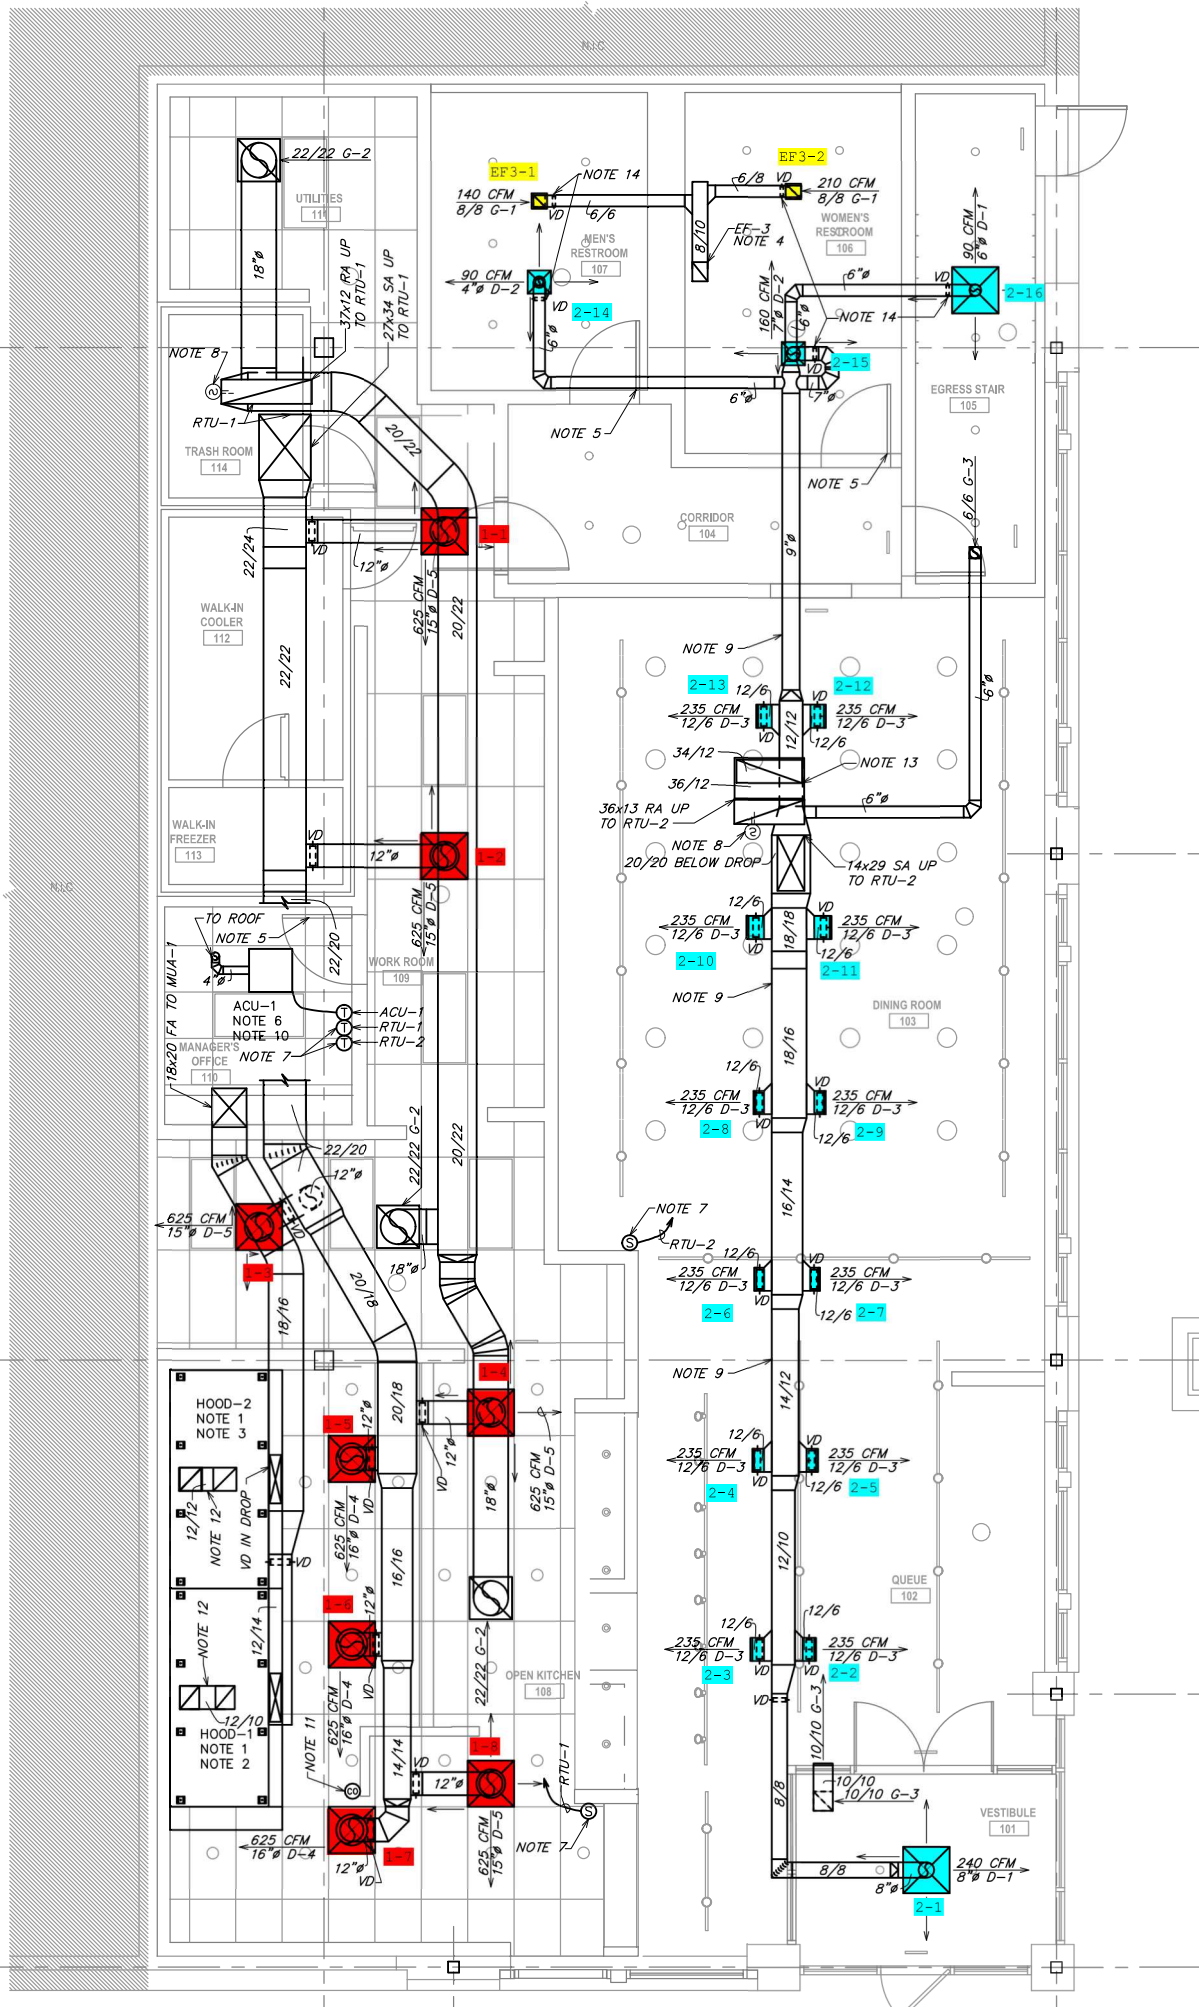 N.I.C
22/22 G-2
UTILITIES
111
18"ø
37x12 RA UP
TO RTU-1
27x34 SA UP
TO RTU-1
NOTE 8
RTU-1
TRASH ROOM
114
20/22
EF3-1
140 CFM
8/8 G-1
VD
NOTE 14
6/6
MEN'S
RESTROOM
107
90 CFM
4"ø D-2
VD
2-14
6"ø
EF3-2
6/8
VD
210 CFM
8/8 G-1
8/10
EF-3
NOTE 4
WOMEN'S
RESTROOM
106
160 CFM
7"ø D-2
6"ø
6"ø
NOTE 14
VD
2-15
7"ø
6"ø
90 CFM
6"ø D-1
VD
2-16
EGRESS STAIR
105
NOTE 5
NOTE 5
6/6 G-3
CORRIDOR
104
9"ø
22/24
VD
12"ø
1-1
625 CFM
15"ø D-5
20/22
WALK-IN
COOLER
112
22/22
NOTE 9
2-13
12/6
VD
2-12
235 CFM
12/6 D-3
VD
12/12
235 CFM
12/6 D-3
12/6
6"ø
34/12
36/12
NOTE 13
36x13 RA UP
TO RTU-2
6"ø
NOTE 8
20/20 BELOW DROP
14x29 SA UP
TO RTU-2
WALK-IN
FREEZER
113
VD
12"ø
1-2
625 CFM
15"ø D-5
N.I.C
TO ROOF
NOTE 5
22/20
4"ø
18x20 FA TO MUA-1
WORK ROOM
109
ACU-1
NOTE 6
NOTE 10
T
ACU-1
T
RTU-1
T
RTU-2
NOTE 7
MANAGER'S
OFFICE
110
12/6
VD
235 CFM
12/6 D-3
VD
18/18
235 CFM
12/6 D-3
12/6
2-10
2-11
NOTE 9
DINING ROOM
103
18/16
12/6
VD
235 CFM
12/6 D-3
VD
235 CFM
12/6 D-3
12/6
2-8
2-9
22/20
22/22 G-2
20/22
12"ø
625 CFM
15"ø D-5
VD
1-3
18"ø
20/18
18/16
16/14
NOTE 7
S
RTU-2
12/6
VD
235 CFM
12/6 D-3
VD
235 CFM
12/6 D-3
12/6
2-6
2-7
NOTE 9
14/12
1-4
HOOD-2
NOTE 1
NOTE 3
1-5
12"ø
20/18
VD
12"ø
VD
625 CFM
15"ø D-5
12/12
NOTE 12
VD IN DROP
625 CFM
16"ø D-4
18"ø
12/6
VD
235 CFM
12/6 D-3
VD
235 CFM
12/6 D-3
12/6
2-4
2-5
VD
16/16
12/10
QUEUE
102
NOTE 12
12/14
1-6
12"ø
VD
625 CFM
16"ø D-4
22/22 G-2
OPEN KITCHEN
108
12/6
12/6
235 CFM
12/6 D-3
VD
VD
235 CFM
12/6 D-3
2-3
2-2
VD
12/10
HOOD-1
NOTE 1
NOTE 2
NOTE 11
CO
1-8
14/14
VD
12"ø
RTU-1
S
NOTE 7
10/10 G-3
10/10
10/10 G-3
8/8
VESTIBULE
101
625 CFM
16"ø D-4
12"ø
VD
1-7
625 CFM
15"ø D-5
8/8
8"ø
240 CFM
8"ø D-1
2-1